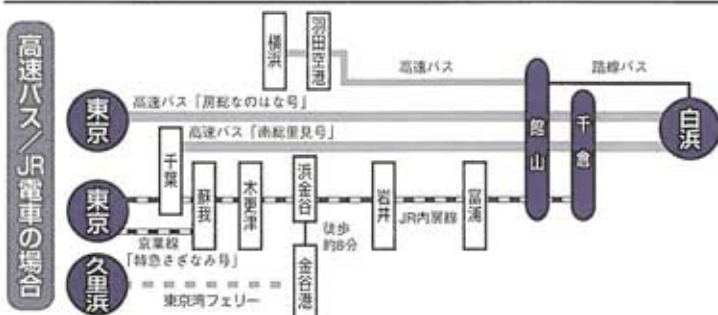 高速バス/JR電車の場合
横浜
羽田空港
高速バス
路線バス
東京
高速バス「房総なのはな号」
館山
千倉
白浜
千葉
高速バス「南総里見号」
東京
蘇我
木更津
浜金谷
岩井
JR内房線
富浦
京葉線
「特急さざなみ号」
徒歩
約8分
久里浜
東京湾フェリー
金谷港